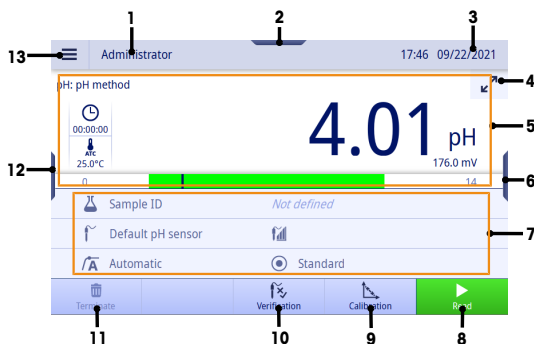 1
2
3
13
Administrator
17:46 09/22/2021
pH: pH method
4
00:00:00
4.01 pH
5
ATC
25.0°C
176.0 mV
12
0
14
6
Sample ID
Not defined
Default pH sensor
7
A Automatic
Standard
Terminate
Verification
Calibration
Read
11
10
9
8